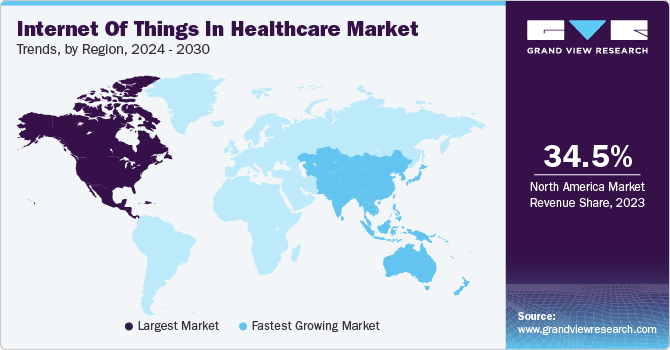 Internet Of Things In Healthcare Market
Trends, by Region, 2024 - 2030
GRAND VIEW RESEARCH
34.5%
North America Market
Revenue Share, 2023
Largest Market
Fastest Growing Market
Source:
www.grandviewresearch.com